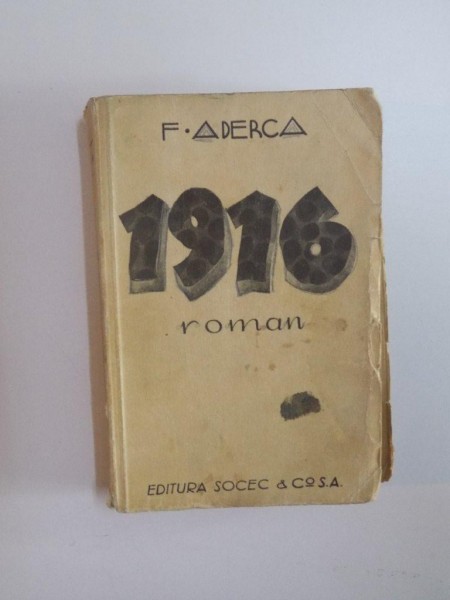 F. ADERCA
1916
roman
EDITURA SOCEC & Co S.A.